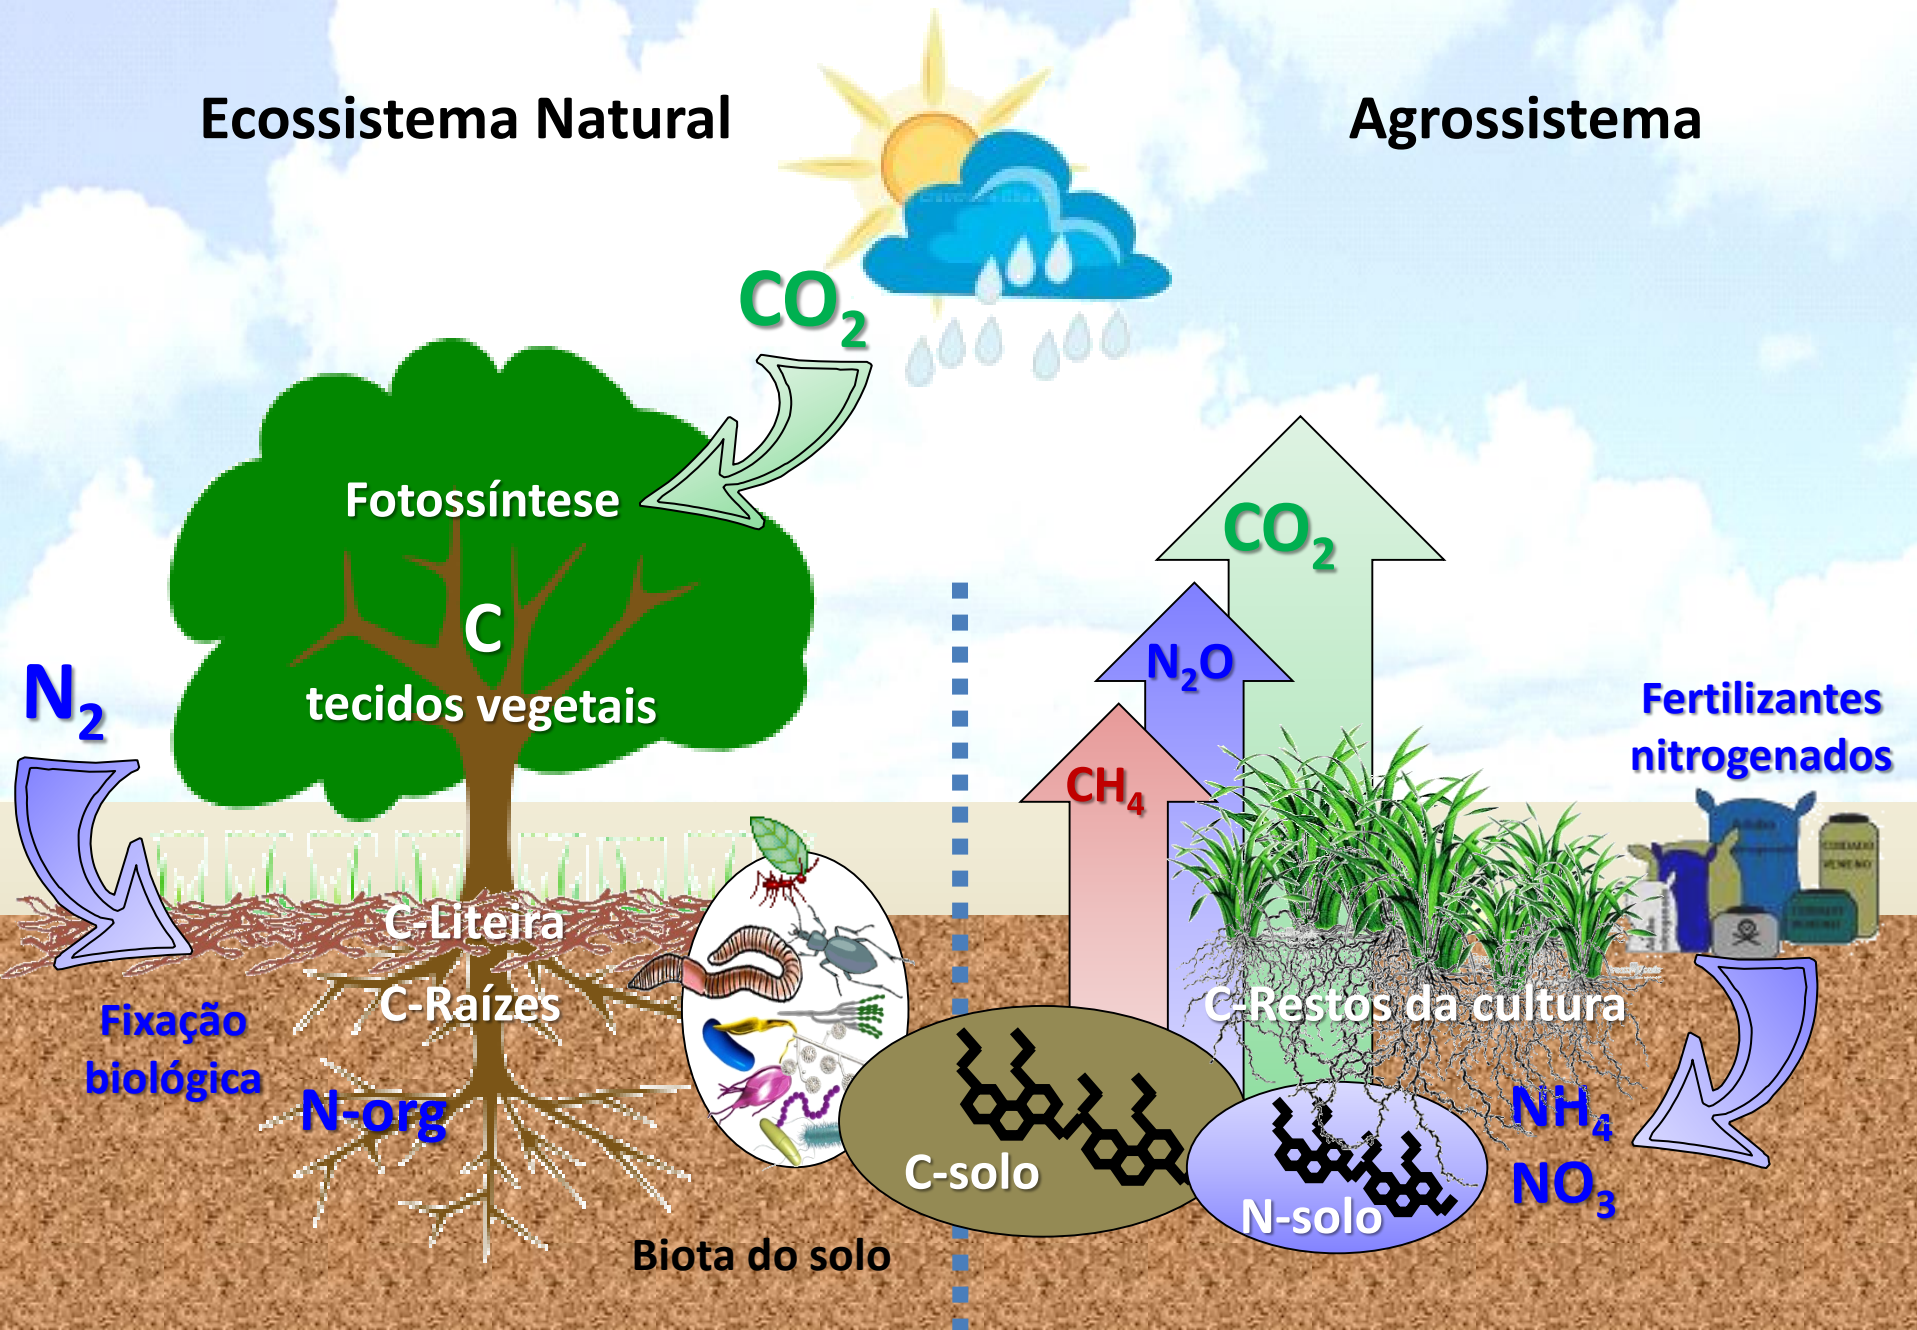 Ecossistema Natural
Agrossistema
CO₂
Fotossíntese
C
tecidos vegetais
N₂
CO₂
N₂O
CH₄
Fertilizantes
nitrogenados
C-Liteira
C-Raízes
Fixação
biológica
N-org
C-Restos da cultura
NH₄
NO₃
C-solo
N-solo
Biota do solo